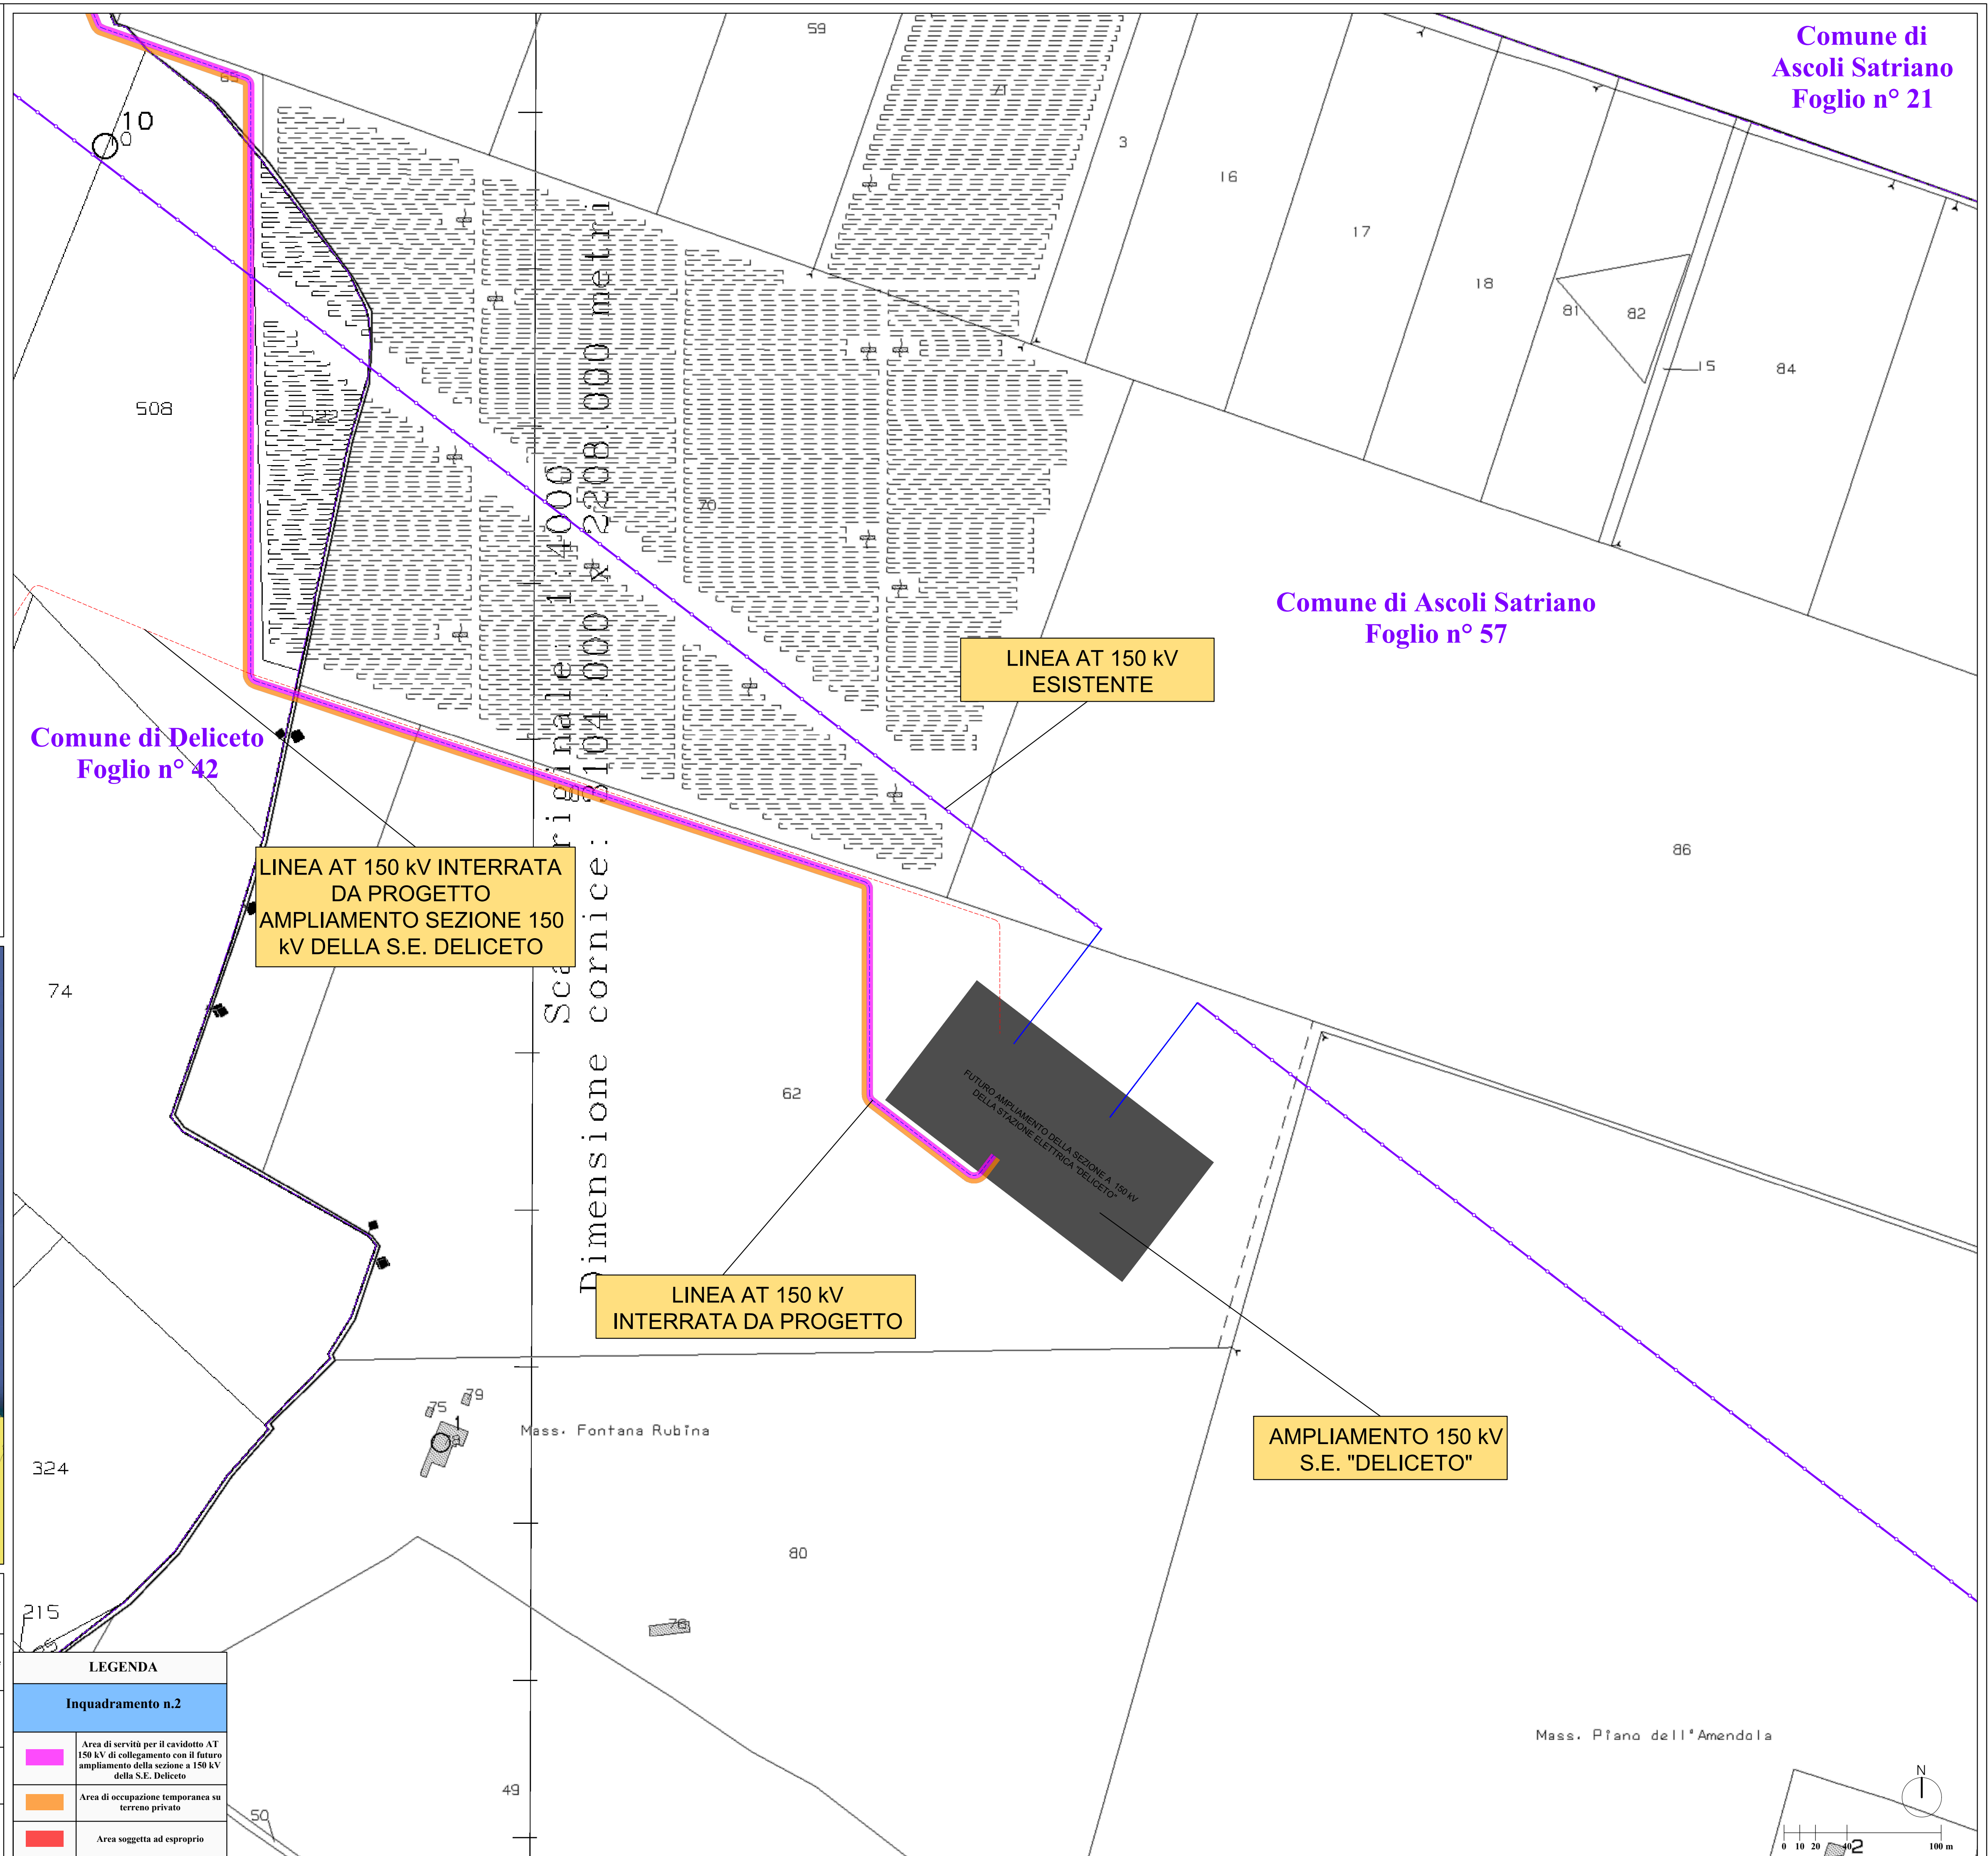 59
Comune di
Ascoli Satriano
Foglio n° 21
65
71
10
3
16
17
18
81
82
15
84
508
70
Comune di Ascoli Satriano
Foglio n° 57
LINEA AT 150 kV
ESISTENTE
Comune di Deliceto
Foglio n° 42
86
LINEA AT 150 kV INTERRATA
DA PROGETTO
AMPLIAMENTO SEZIONE 150
kV DELLA S.E. DELICETO
Dimensione cornice: 3104.000 x 2208.000 metri
74
62
FUTURO AMPLIAMENTO DELLA SEZIONE A 150 kV
DELLA STAZIONE ELETTRICA "DELICETO"
LINEA AT 150 kV
INTERRATA DA PROGETTO
75
79
1
Mass. Fontana Rubina
AMPLIAMENTO 150 kV
S.E. "DELICETO"
324
80
215
76
LEGENDA
Inquadramento n.2
Area di servitù per il cavidotto AT
150 kV di collegamento con il futuro
ampliamento della sezione a 150 kV
della S.E. Deliceto
Area di occupazione temporanea su
terreno privato
Area soggetta ad esproprio
50
49
Mass. Piano dell'Amendola
N
0 10 20 40 100 m
2